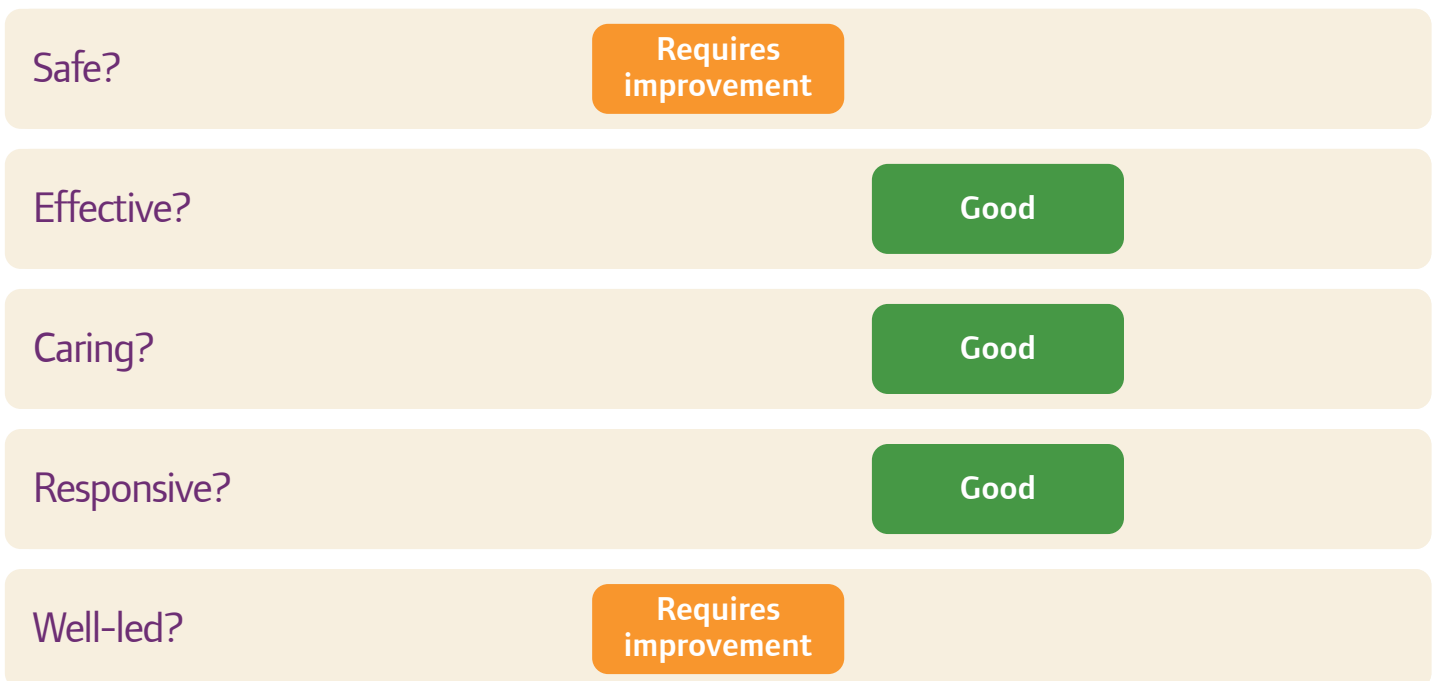 Safe?
Requires
improvement
Effective?
Good
Caring?
Good
Responsive?
Good
Well-led?
Requires
improvement